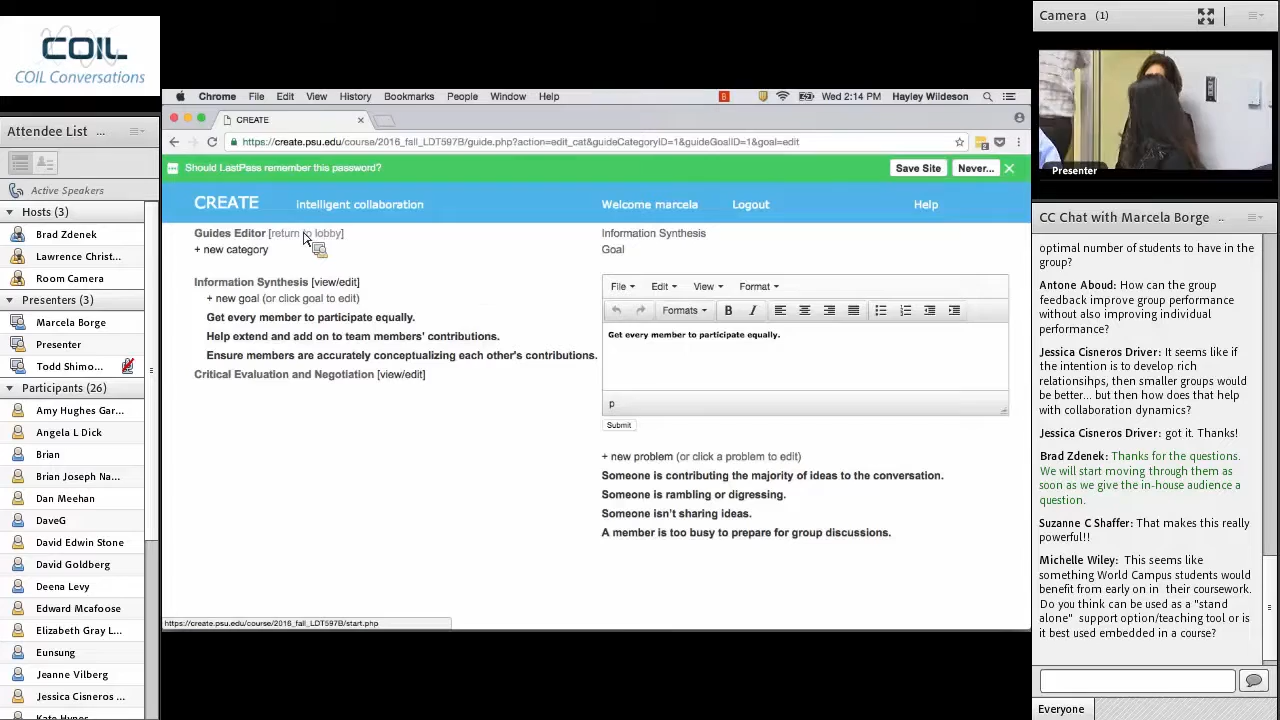 COIL
COIL Conversations
Attendee List ...
Active Speakers
Hosts (3)
Brad Zdenek
Lawrence Christ...
Room Camera
Presenters (3)
Marcela Borge
Presenter
Todd Shimo...
Participants (26)
Amy Hughes Gar...
Angela L Dick
Brian
Brian Joseph Na...
Dan Meehan
DaveG
David Edwin Stone
David Goldberg
Deena Levy
Edward Mcafoose
Elizabeth Gray L...
Eunsung
Jeanne Vilberg
Jessica Cisneros ...
Kate Hynes
Chrome File Edit View History Bookmarks People Window Help
Wed 2:14 PM Hayley Wildeson
CREATE
https://create.psu.edu/course/2016_fall_LDT597B/guide.php?action=edit_cat&guideCategoryID=1&guideGoalID=1&goal=edit
Should LastPass remember this password?
Save Site Never...
CREATE intelligent collaboration Welcome marcela Logout Help
Guides Editor [return to lobby]
+ new category
Information Synthesis [view/edit]
+ new goal (or click goal to edit)
Get every member to participate equally.
Help extend and add on to team members' contributions.
Ensure members are accurately conceptualizing each other's contributions.
Critical Evaluation and Negotiation [view/edit]
Information Synthesis
Goal
File Edit View Format
Formats B I
Get every member to participate equally.
p
Submit
+ new problem (or click a problem to edit)
Someone is contributing the majority of ideas to the conversation.
Someone is rambling or digressing.
Someone isn't sharing ideas.
A member is too busy to prepare for group discussions.
https://create.psu.edu/course/2016_fall_LDT597B/start.php
Camera (1)
Presenter
CC Chat with Marcela Borge ..
optimal number of students to have in the
group?
Antone Aboud: How can the group
feedback improve group performance
without also improving individual
performance?
Jessica Cisneros Driver: It seems like if
the intention is to develop rich
relationsihps, then smaller groups would
be better... but then how does that help
with collaboration dynamics?
Jessica Cisneros Driver: got it. Thanks!
Brad Zdenek: Thanks for the questions.
We will start moving through them as
soon as we give the in-house audience a
question.
Suzanne C Shaffer: That makes this really
powerful!!
Michelle Wiley: This seems like
something World Campus students would
benefit from early on in their coursework.
Do you think can be used as a "stand
alone" support option/teaching tool or is
it best used embedded in a course?
Everyone